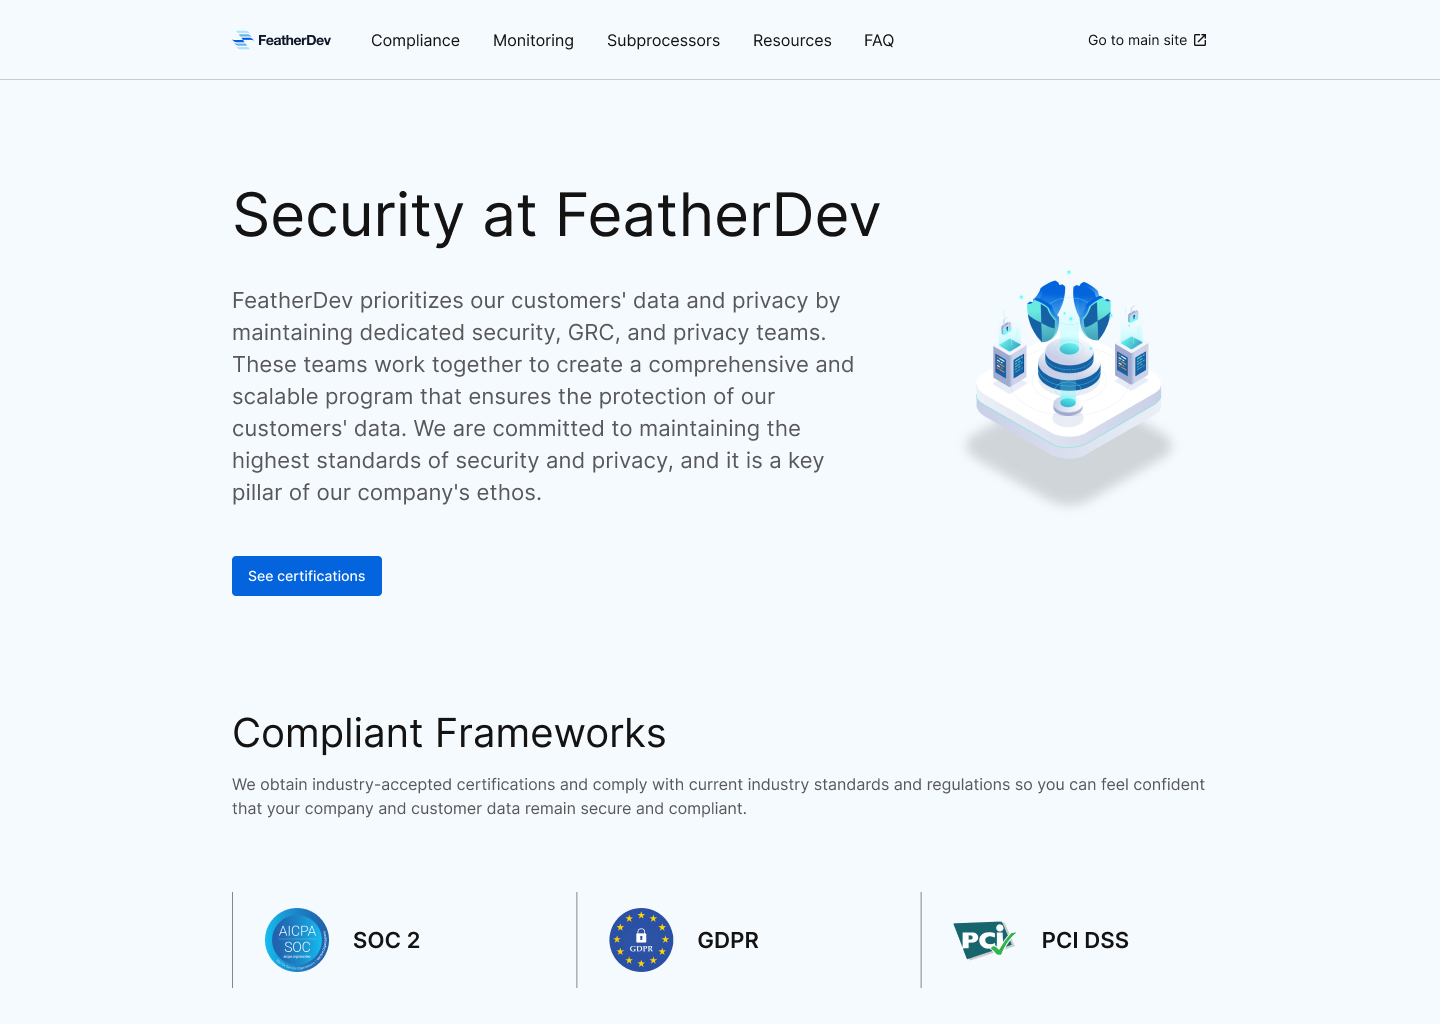 FeatherDev
Compliance
Monitoring
Subprocessors
Resources
FAQ
Go to main site
Security at FeatherDev
FeatherDev prioritizes our customers' data and privacy by
maintaining dedicated security, GRC, and privacy teams.
These teams work together to create a comprehensive and
scalable program that ensures the protection of our
customers' data. We are committed to maintaining the
highest standards of security and privacy, and it is a key
pillar of our company's ethos.
See certifications
Compliant Frameworks
We obtain industry-accepted certifications and comply with current industry standards and regulations so you can feel confident
that your company and customer data remain secure and compliant.
AICPA
SOC
SOC 2
GDPR
GDPR
PCI
PCI DSS